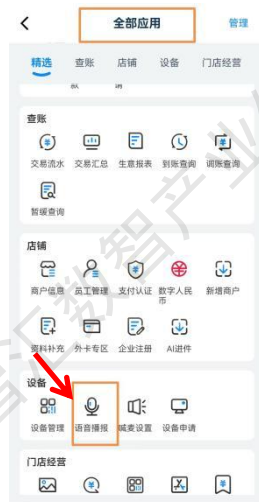 全部应用
管理
精选 查账 店铺 设备 门店经营
查账
交易流水 交易汇总 生意报表 到账查询 调账查询
暂缓查询
店铺
商户信息 员工管理 支付认证 数字人民币 新增商户
资料补充 外卡专区 企业注册 AI进件
设备
设备管理 语音播报 喊麦设置 设备申请
门店经营